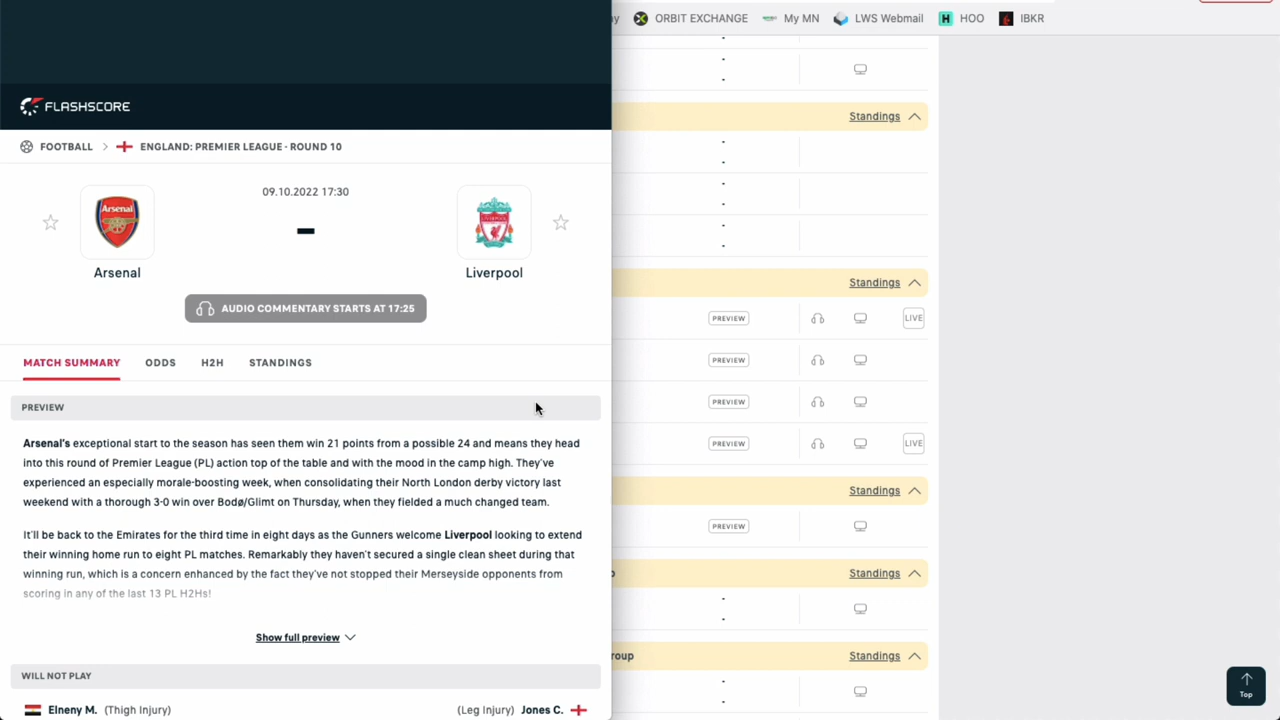 ORBIT EXCHANGE
My MN
LWS Webmail
H
HOO
IBKR
FLASHSCORE
FOOTBALL
ENGLAND: PREMIER LEAGUE - ROUND 10
09.10.2022 17:30
-
Arsenal
Arsenal
Liverpool
AUDIO COMMENTARY STARTS AT 17:25
MATCH SUMMARY
ODDS
H2H
STANDINGS
PREVIEW
Arsenal's exceptional start to the season has seen them win 21 points from a possible 24 and means they head
into this round of Premier League (PL) action top of the table and with the mood in the camp high. They've
experienced an especially morale-boosting week, when consolidating their North London derby victory last
weekend with a thorough 3-0 win over Bodø/Glimt on Thursday, when they fielded a much changed team.
It'll be back to the Emirates for the third time in eight days as the Gunners welcome Liverpool looking to extend
their winning home run to eight PL matches. Remarkably they haven't secured a single clean sheet during that
winning run, which is a concern enhanced by the fact they've not stopped their Merseyside opponents from
scoring in any of the last 13 PL H2Hs!
Show full preview
WILL NOT PLAY
Elneny M. (Thigh Injury)
(Leg Injury) Jones C.
Standings
Standings
PREVIEW
LIVE
PREVIEW
PREVIEW
PREVIEW
LIVE
Standings
PREVIEW
Standings
roup
Standings
Top